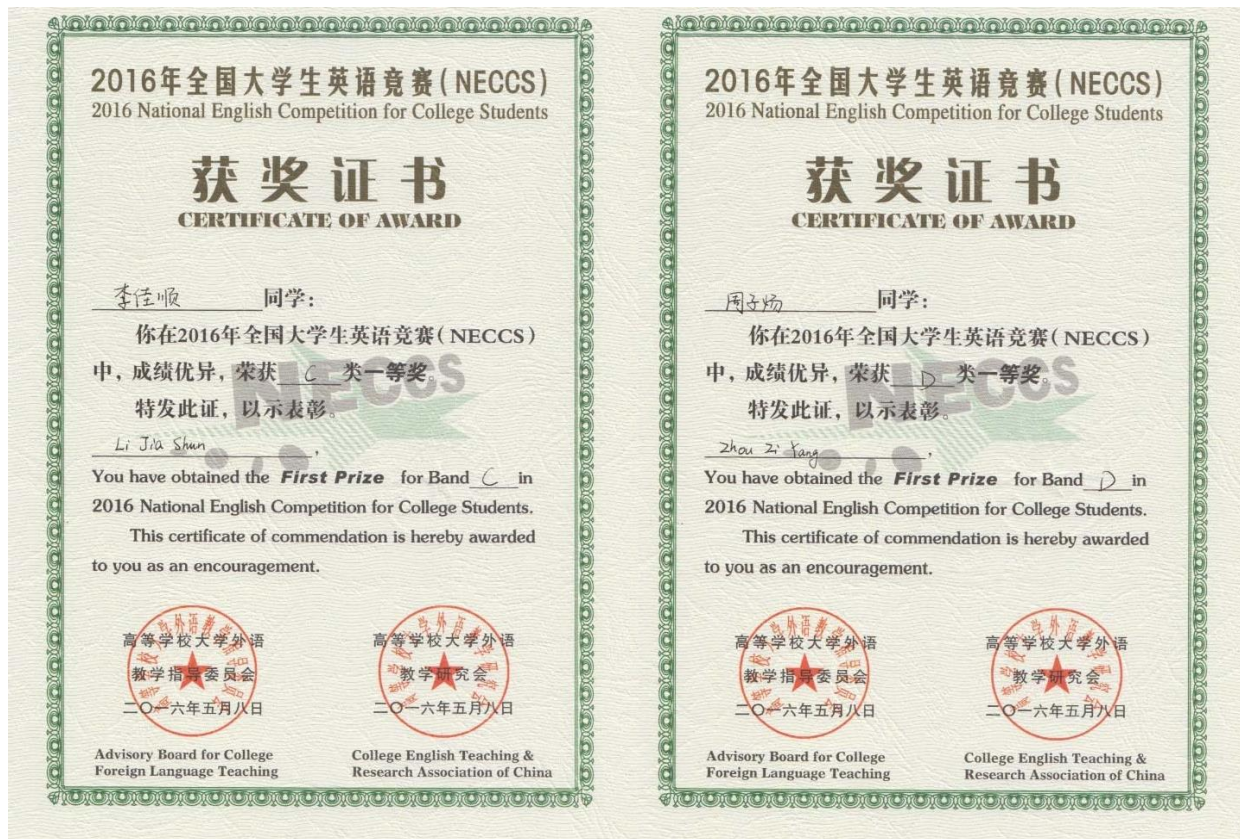 2016年全国大学生英语竞赛(NECCS)
2016 National English Competition for College Students
获奖证书
CERTIFICATE OF AWARD
李佳顺 同学:
你在2016年全国大学生英语竞赛(NECCS)
中,成绩优异,荣获 C 类一等奖。
特发此证,以示表彰。
NECCS
Li Jia Shun ,
You have obtained the First Prize for Band C in
2016 National English Competition for College Students.
This certificate of commendation is hereby awarded
to you as an encouragement.
高等学校大学外语
教学指导委员会
二〇一六年五月八日
Advisory Board for College
Foreign Language Teaching
高等学校大学外语
教学研究会
二〇一六年五月八日
College English Teaching &
Research Association of China
2016年全国大学生英语竞赛(NECCS)
2016 National English Competition for College Students
获奖证书
CERTIFICATE OF AWARD
周子炀 同学:
你在2016年全国大学生英语竞赛(NECCS)
中,成绩优异,荣获 D 类一等奖。
特发此证,以示表彰。
NECCS
Zhou Zi Yang ,
You have obtained the First Prize for Band D in
2016 National English Competition for College Students.
This certificate of commendation is hereby awarded
to you as an encouragement.
高等学校大学外语
教学指导委员会
二〇一六年五月八日
Advisory Board for College
Foreign Language Teaching
高等学校大学外语
教学研究会
二〇一六年五月八日
College English Teaching &
Research Association of China